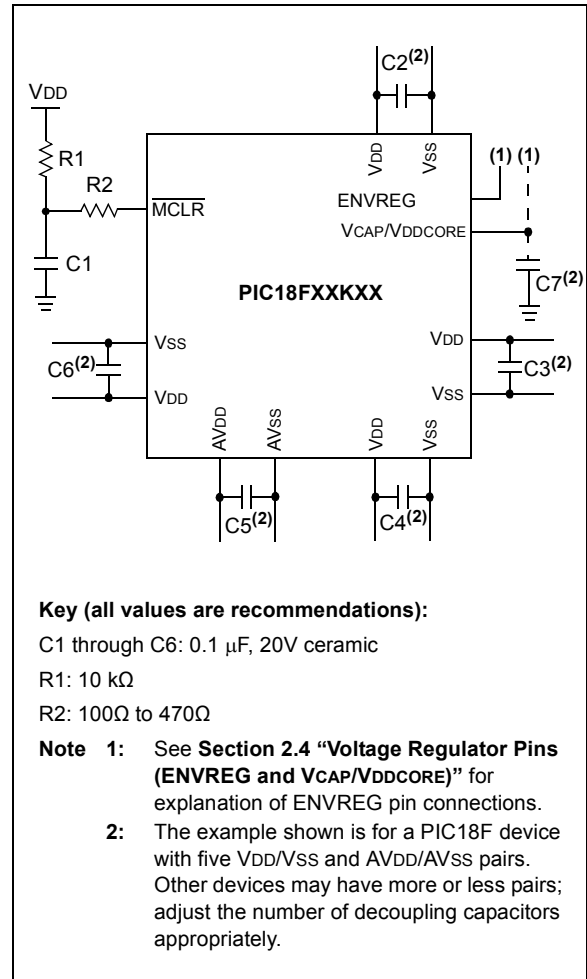 C2(2)
VDD
R1
R2
C1
VDD
VSS
(1) (1)
ENVREG
MCLR
VCAP/VDDCORE
C7(2)
PIC18FXXKXX
VSS
VDD
C6(2)
C3(2)
VDD
VSS
AVDD
AVSS
VDD
VSS
C5(2)
C4(2)
Key (all values are recommendations):
C1 through C6: 0.1 μF, 20V ceramic
R1: 10 kΩ
R2: 100Ω to 470Ω
Note 1: See Section 2.4 “Voltage Regulator Pins
(ENVREG and VCAP/VDDCORE)” for
explanation of ENVREG pin connections.
2: The example shown is for a PIC18F device
with five VDD/VSS and AVDD/AVSS pairs.
Other devices may have more or less pairs;
adjust the number of decoupling capacitors
appropriately.